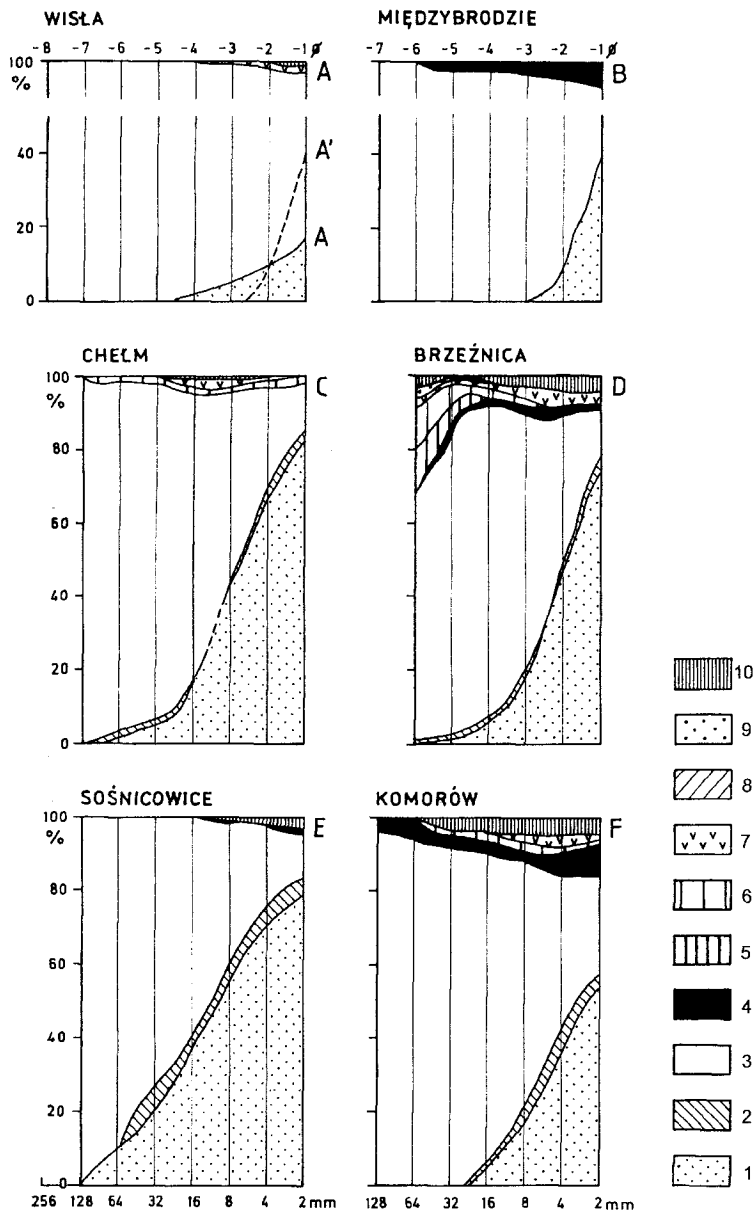 WISŁA
-8 -7 -6 -5 -4 -3 -2 -1 ø
100
%
A
40
A'
20
A
0
MIĘDZYBRODZIE
-7 -6 -5 -4 -3 -2 -1 ø
B
CHEŁM
100
%
C
80
60
40
20
0
BRZEŹNICA
D
SOŚNICOWICE
100
%
E
80
60
40
20
0
256 128 64 32 16 8 4 2 mm
KOMORÓW
F
128 64 32 16 8 4 2 mm
10
9
8
7
6
5
4
3
2
1